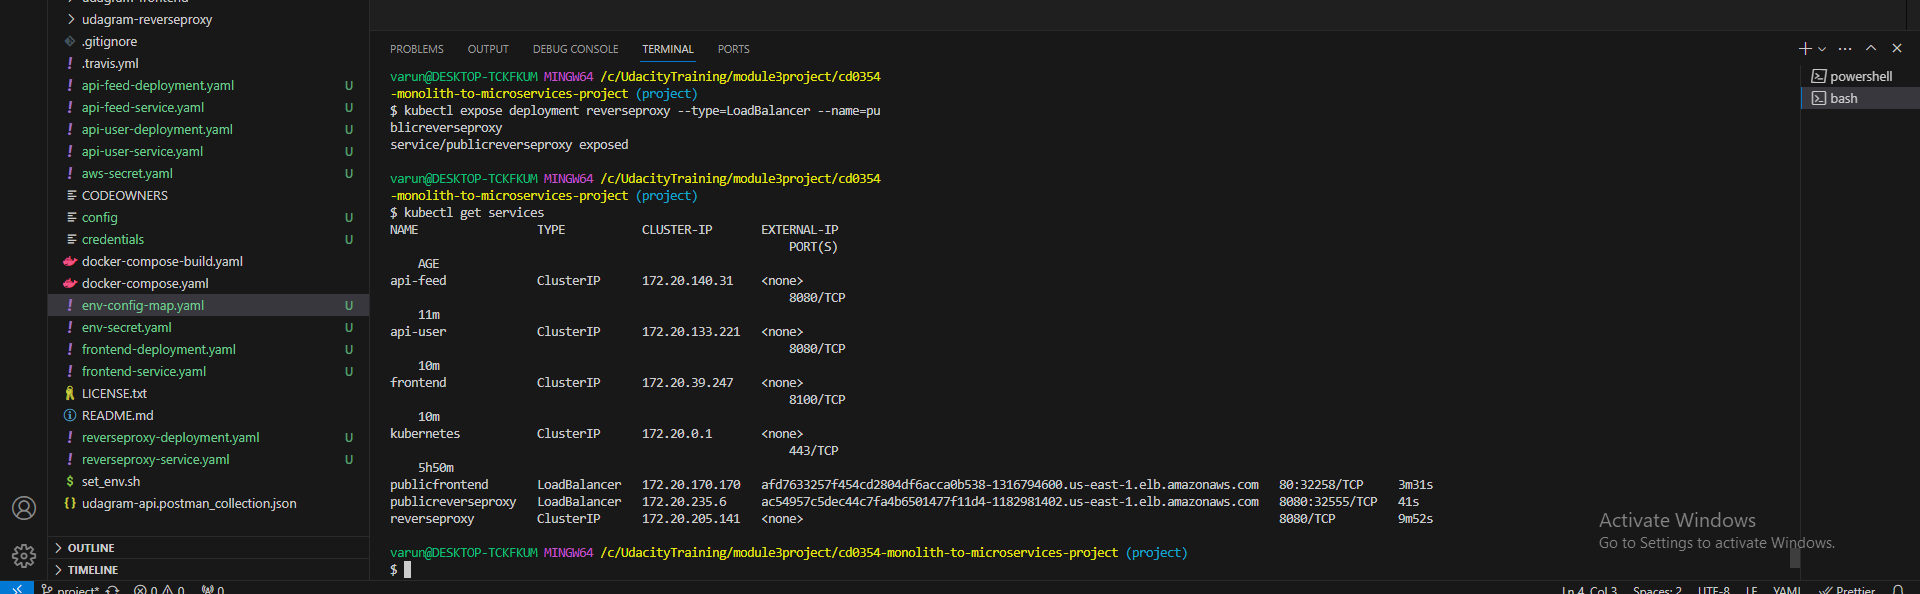 udagram-frontend
udagram-reverseproxy
.gitignore
.travis.yml
api-feed-deployment.yaml U
api-feed-service.yaml U
api-user-deployment.yaml U
api-user-service.yaml U
aws-secret.yaml U
CODEOWNERS
config U
credentials U
docker-compose-build.yaml
docker-compose.yaml
env-config-map.yaml U
env-secret.yaml U
frontend-deployment.yaml U
frontend-service.yaml U
LICENSE.txt
README.md
reverseproxy-deployment.yaml U
reverseproxy-service.yaml U
set_env.sh
udagram-api.postman_collection.json
OUTLINE
TIMELINE
PROBLEMS OUTPUT DEBUG CONSOLE TERMINAL PORTS
varun@DESKTOP-TCKFKUM MINGW64 /c/UdacityTraining/module3project/cd0354
-monolith-to-microservices-project (project)
$ kubectl expose deployment reverseproxy --type=LoadBalancer --name=pu
blicreverseproxy
service/publicreverseproxy exposed
varun@DESKTOP-TCKFKUM MINGW64 /c/UdacityTraining/module3project/cd0354
-monolith-to-microservices-project (project)
$ kubectl get services
NAME TYPE CLUSTER-IP EXTERNAL-IP
PORT(S)
AGE
api-feed ClusterIP 172.20.140.31 <none>
8080/TCP
11m
api-user ClusterIP 172.20.133.221 <none>
8080/TCP
10m
frontend ClusterIP 172.20.39.247 <none>
8100/TCP
10m
kubernetes ClusterIP 172.20.0.1 <none>
443/TCP
5h50m
publicfrontend LoadBalancer 172.20.170.170 afd7633257f454cd2804df6acca0b538-1316794600.us-east-1.elb.amazonaws.com 80:32258/TCP 3m31s
publicreverseproxy LoadBalancer 172.20.235.6 ac54957c5dec44c7fa4b6501477f11d4-1182981402.us-east-1.elb.amazonaws.com 8080:32555/TCP 41s
reverseproxy ClusterIP 172.20.205.141 <none> 8080/TCP 9m52s
varun@DESKTOP-TCKFKUM MINGW64 /c/UdacityTraining/module3project/cd0354-monolith-to-microservices-project (project)
$
powershell
bash
Activate Windows
Go to Settings to activate Windows.
project* 0 0 0
Ln 4, Col 3 Spaces: 2 UTF-8 LF YAML Prettier